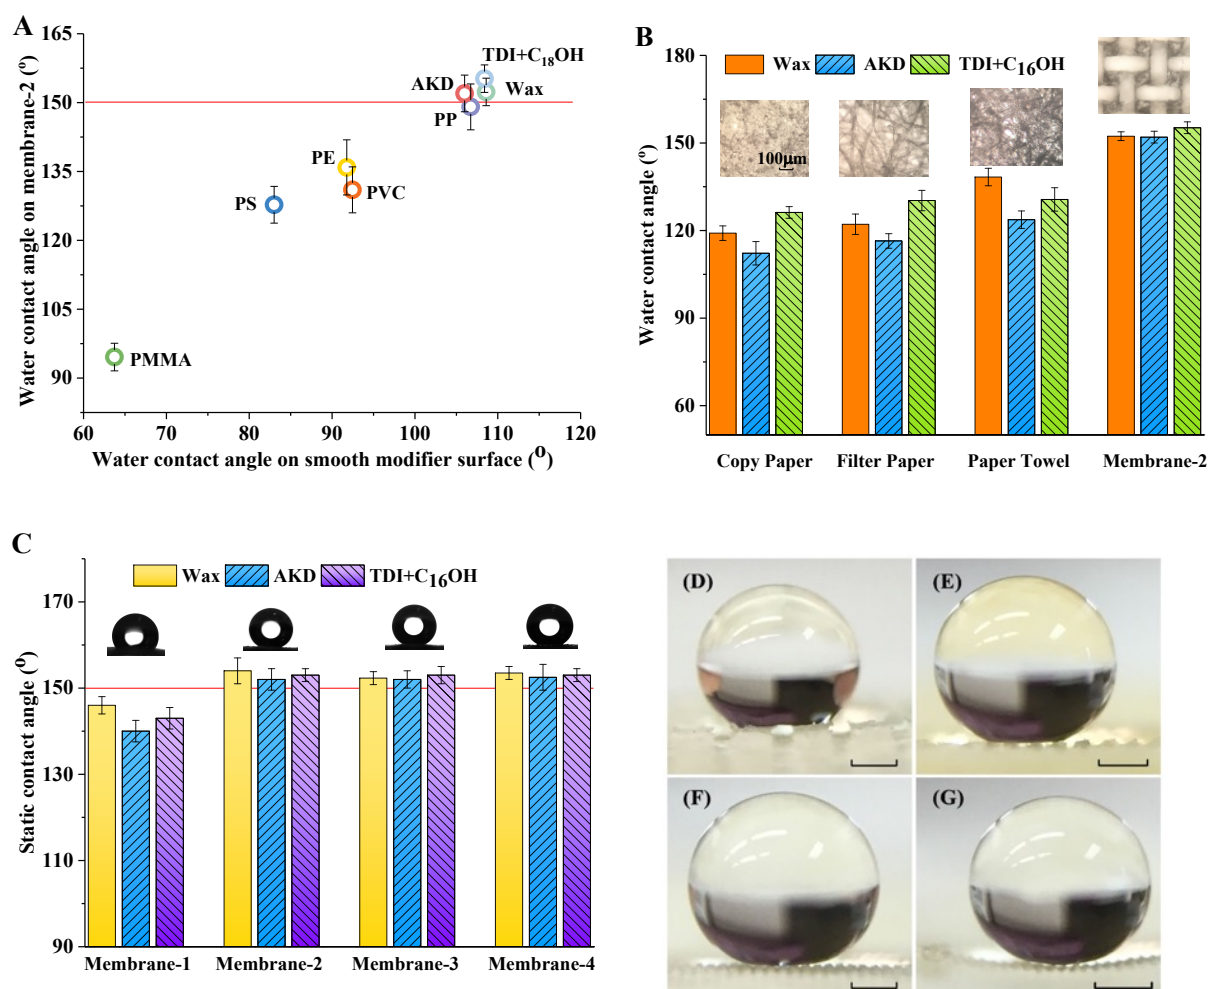 A
Water contact angle on membrane-2 (º)
165
150
135
120
105
90
TDI+C18OH
AKD
Wax
PP
PE
PVC
PS
PMMA
60 70 80 90 100 110 120
Water contact angle on smooth modifier surface (º)
B
Water contact angle (º)
180
150
120
90
60
Wax AKD TDI+C16OH
100μm
Copy Paper Filter Paper Paper Towel Membrane-2
C
Static contact angle (º)
170
150
130
110
90
Wax AKD TDI+C16OH
Membrane-1 Membrane-2 Membrane-3 Membrane-4
(D)
(E)
(F)
(G)